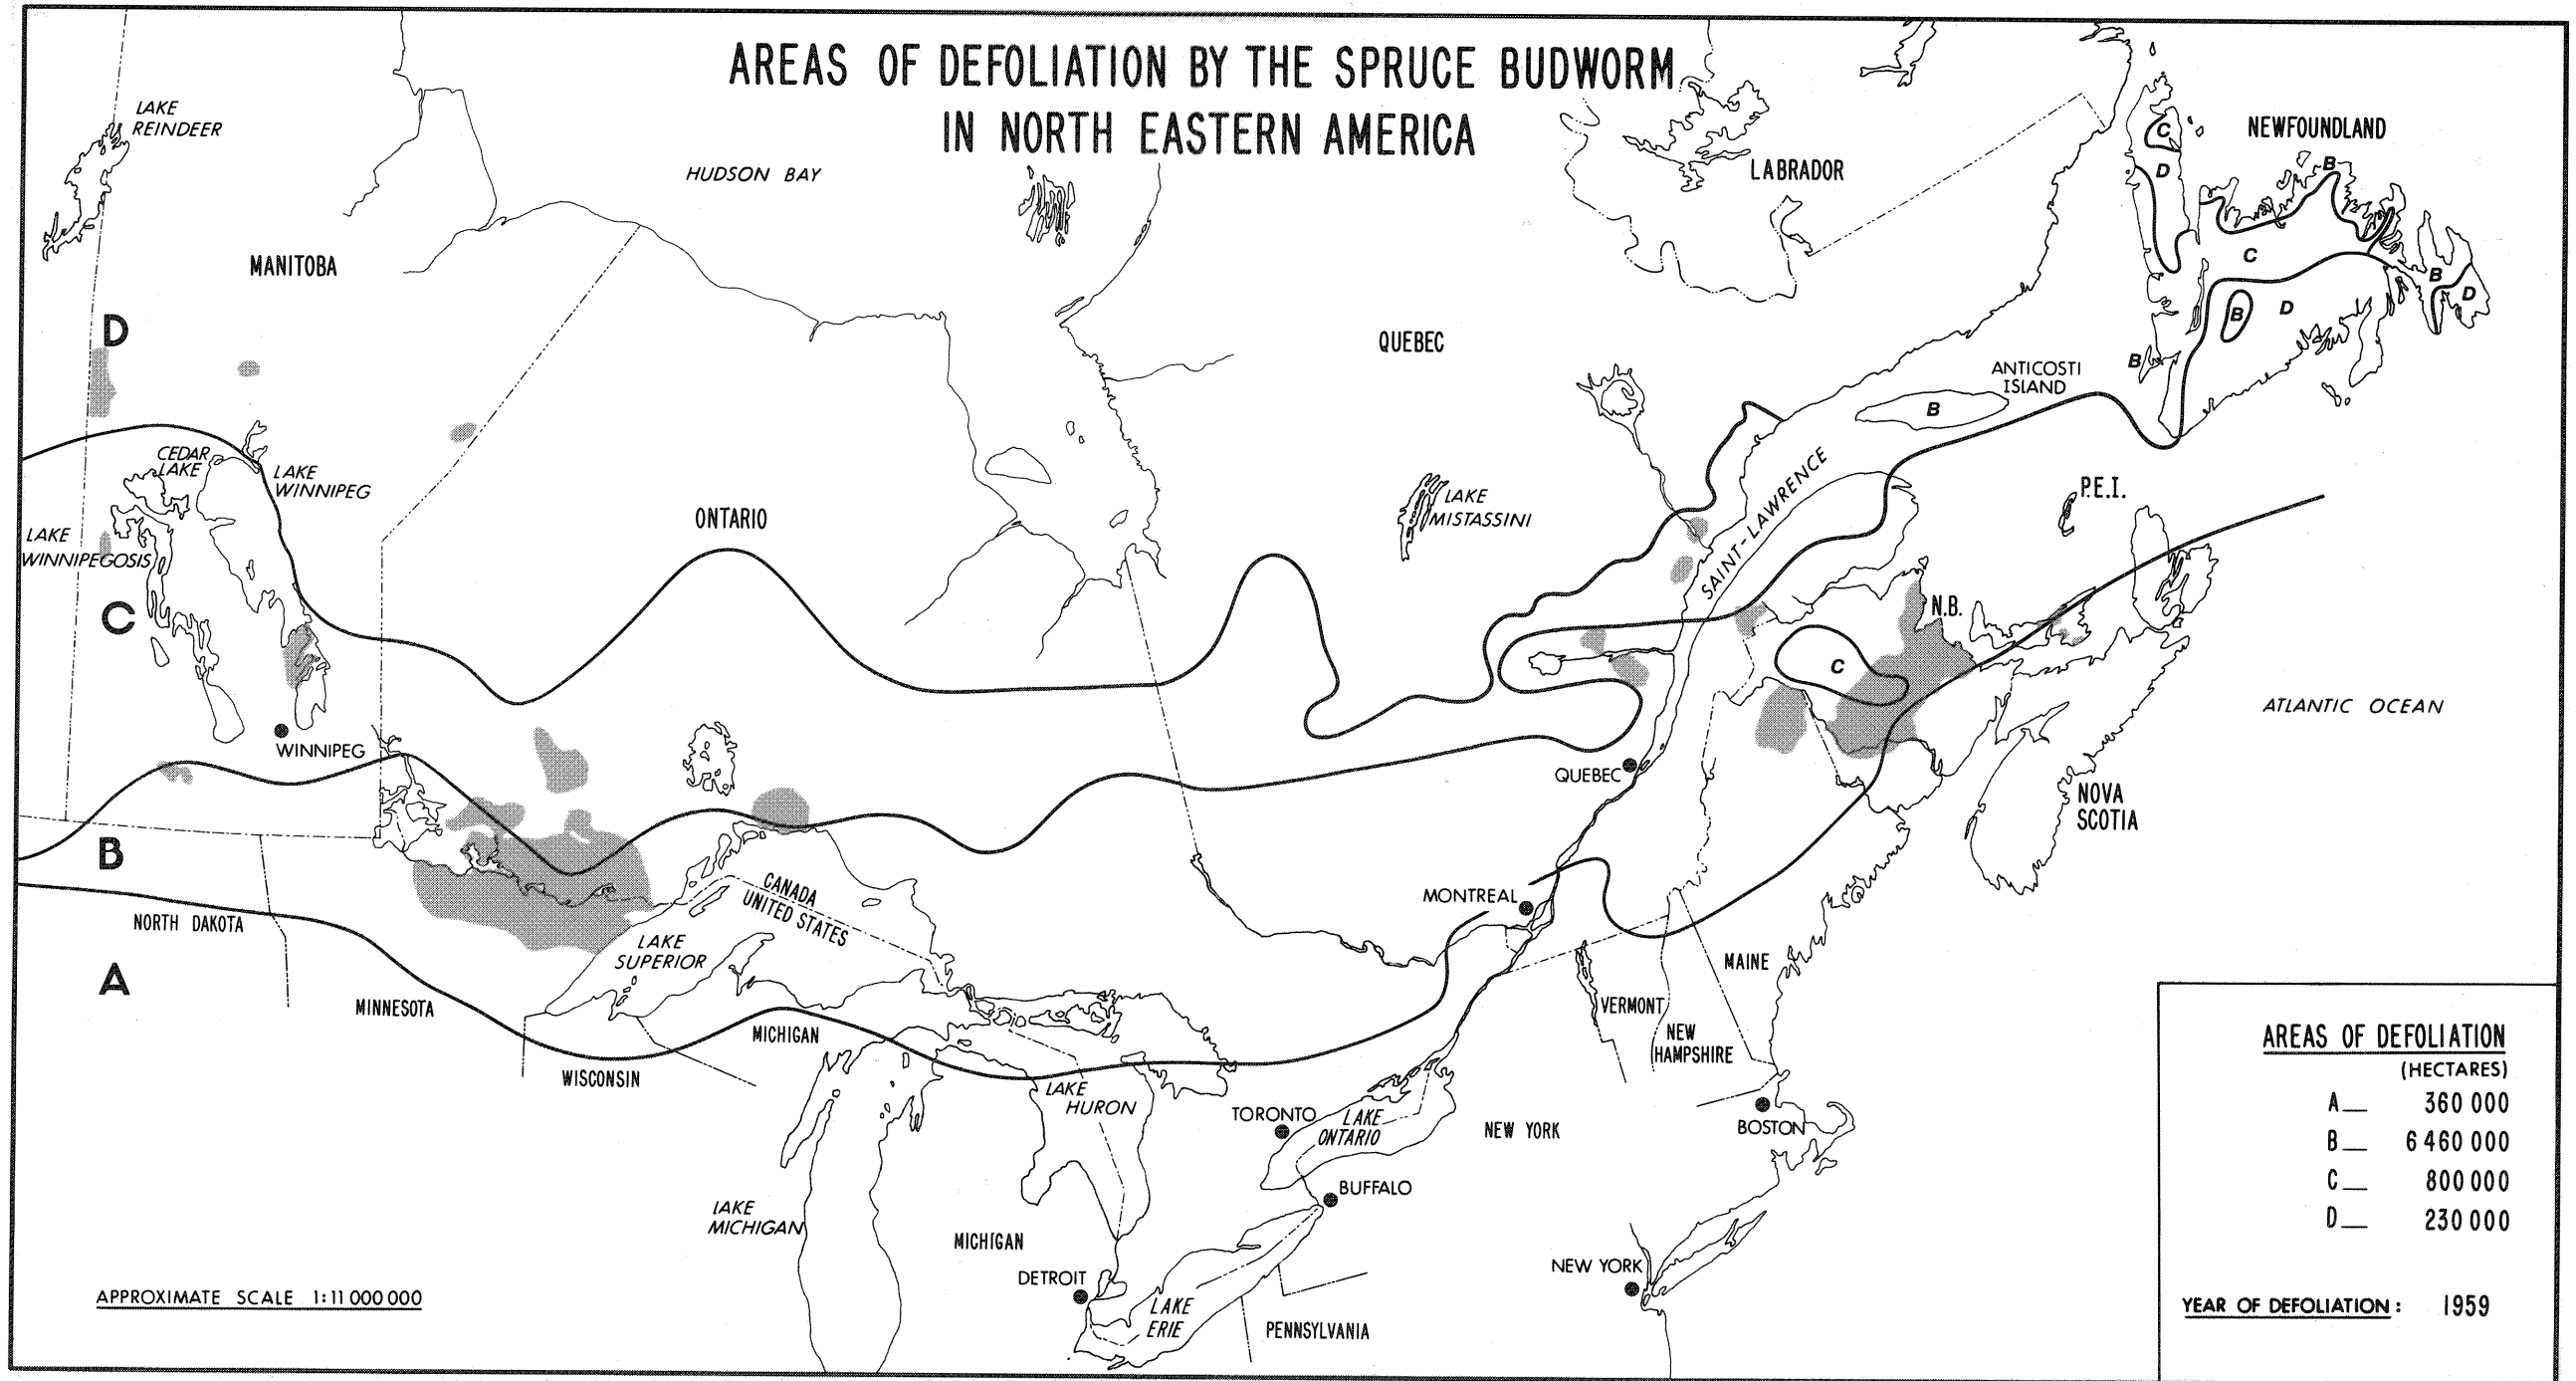 AREAS OF DEFOLIATION BY THE SPRUCE BUDWORM
IN NORTH EASTERN AMERICA
LAKE
REINDEER
HUDSON BAY
MANITOBA
LABRADOR
NEWFOUNDLAND
C
D
B
C
B
D
B
D
B
D
QUEBEC
ANTICOSTI
ISLAND
B
CEDAR
LAKE
LAKE
WINNIPEG
LAKE
WINNIPEGOSIS
ONTARIO
LAKE
MISTASSINI
SAINT-LAWRENCE
P.E.I.
C
N.B.
C
WINNIPEG
QUEBEC
ATLANTIC OCEAN
NOVA
SCOTIA
B
NORTH DAKOTA
A
CANADA
UNITED STATES
LAKE
SUPERIOR
MONTREAL
MAINE
VERMONT
NEW
HAMPSHIRE
MINNESOTA
MICHIGAN
WISCONSIN
LAKE
HURON
TORONTO
LAKE
ONTARIO
NEW YORK
BOSTON
BUFFALO
LAKE
MICHIGAN
MICHIGAN
DETROIT
LAKE
ERIE
PENNSYLVANIA
NEW YORK
APPROXIMATE SCALE 1:11 000 000
AREAS OF DEFOLIATION
(HECTARES)
A__ 360 000
B__ 6 460 000
C__ 800 000
D__ 230 000
YEAR OF DEFOLIATION: 1959